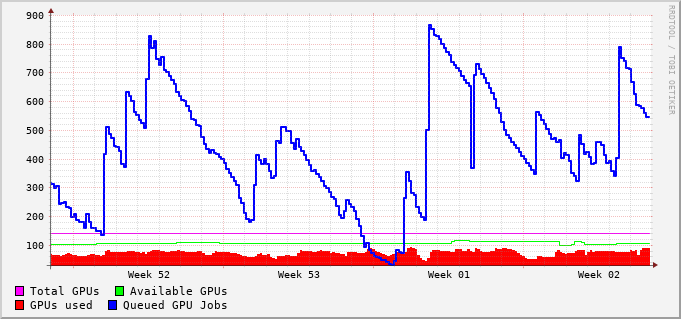 RRDTOOL / TOBI OETIKER
900
800
700
600
500
400
300
200
100
Week 52 Week 53 Week 01 Week 02
Total GPUs Available GPUs
GPUs used Queued GPU Jobs